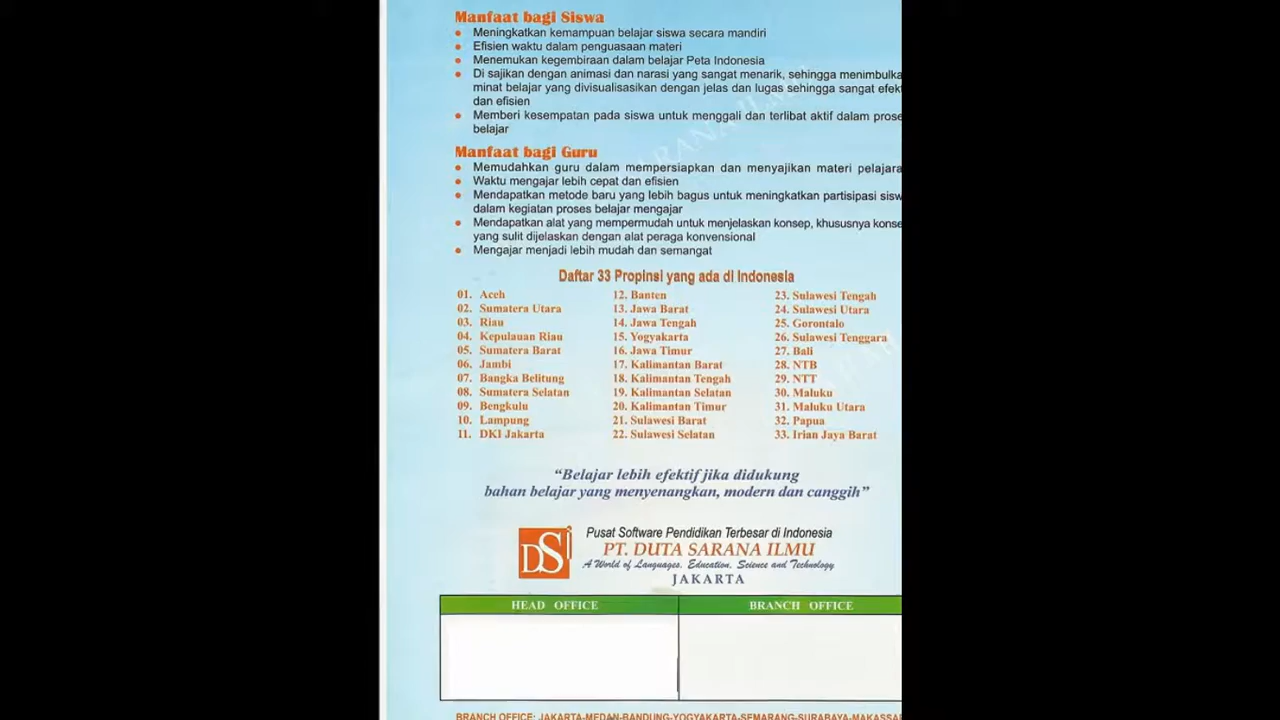 Manfaat bagi Siswa
• Meningkatkan kemampuan belajar siswa secara mandiri
• Efisien waktu dalam penguasaan materi
• Menemukan kegembiraan dalam belajar Peta Indonesia
• Di sajikan dengan animasi dan narasi yang sangat menarik, sehingga menimbulka
minat belajar yang divisualisasikan dengan jelas dan lugas sehingga sangat efek
dan efisien
• Memberi kesempatan pada siswa untuk menggali dan terlibat aktif dalam prose
belajar
Manfaat bagi Guru
• Memudahkan guru dalam mempersiapkan dan menyajikan materi pelajara
• Waktu mengajar lebih cepat dan efisien
• Mendapatkan metode baru yang lebih bagus untuk meningkatkan partisipasi sisw
dalam kegiatan proses belajar mengajar
• Mendapatkan alat yang mempermudah untuk menjelaskan konsep, khususnya konse
yang sulit dijelaskan dengan alat peraga konvensional
• Mengajar menjadi lebih mudah dan semangat
Daftar 33 Propinsi yang ada di Indonesia
01. Aceh
02. Sumatera Utara
03. Riau
04. Kepulauan Riau
05. Sumatera Barat
06. Jambi
07. Bangka Belitung
08. Sumatera Selatan
09. Bengkulu
10. Lampung
11. DKI Jakarta
12. Banten
13. Jawa Barat
14. Jawa Tengah
15. Yogyakarta
16. Jawa Timur
17. Kalimantan Barat
18. Kalimantan Tengah
19. Kalimantan Selatan
20. Kalimantan Timur
21. Sulawesi Barat
22. Sulawesi Selatan
23. Sulawesi Tengah
24. Sulawesi Utara
25. Gorontalo
26. Sulawesi Tenggara
27. Bali
28. NTB
29. NTT
30. Maluku
31. Maluku Utara
32. Papua
33. Irian Jaya Barat
“Belajar lebih efektif jika didukung
bahan belajar yang menyenangkan, modern dan canggih”
DSi
Pusat Software Pendidikan Terbesar di Indonesia
PT. DUTA SARANA ILMU
A World of Languages, Education, Science and Technology
JAKARTA
HEAD OFFICE
BRANCH OFFICE
BRANCH OFFICE: JAKARTA-MEDAN-BANDUNG-YOGYAKARTA-SEMARANG-SURABAYA-MAKASSAR